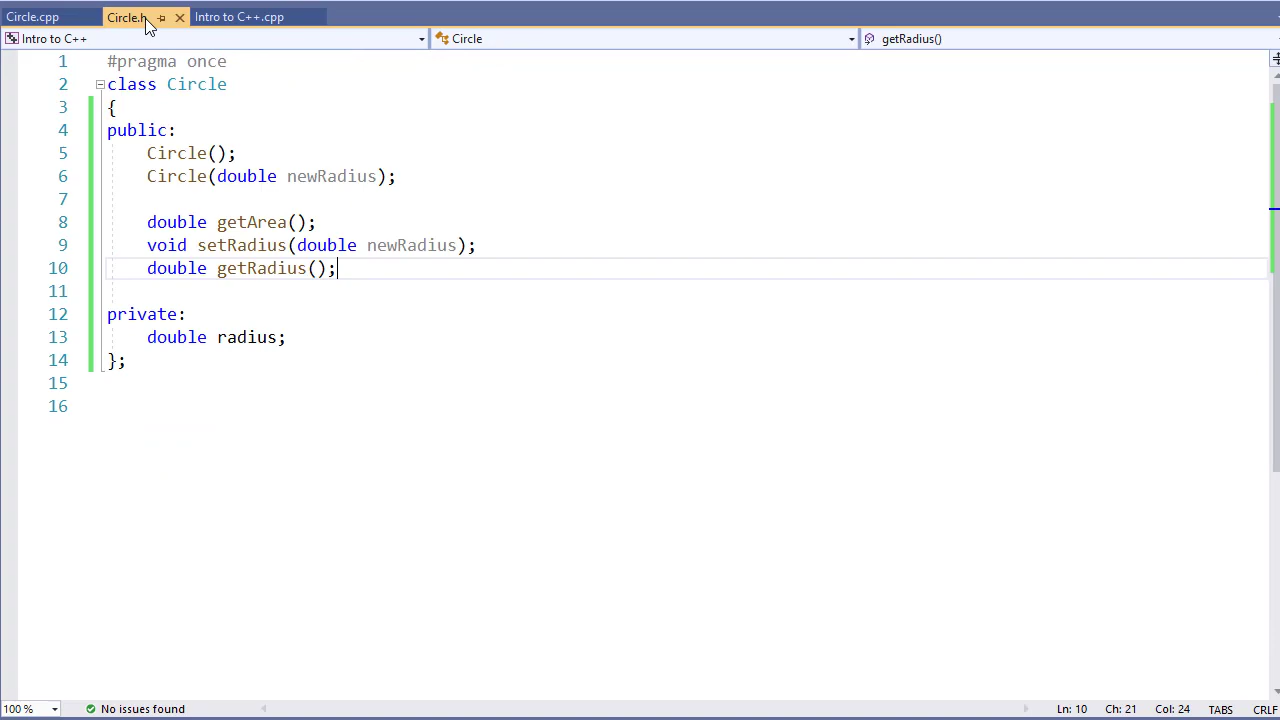 Circle.cpp Circle.h Intro to C++.cpp
Intro to C++ Circle getRadius()
1 #pragma once
2 class Circle
3 {
4 public:
5 Circle();
6 Circle(double newRadius);
7
8 double getArea();
9 void setRadius(double newRadius);
10 double getRadius();
11
12 private:
13 double radius;
14 };
15
16
100 % No issues found Ln: 10 Ch: 21 Col: 24 TABS CRLF